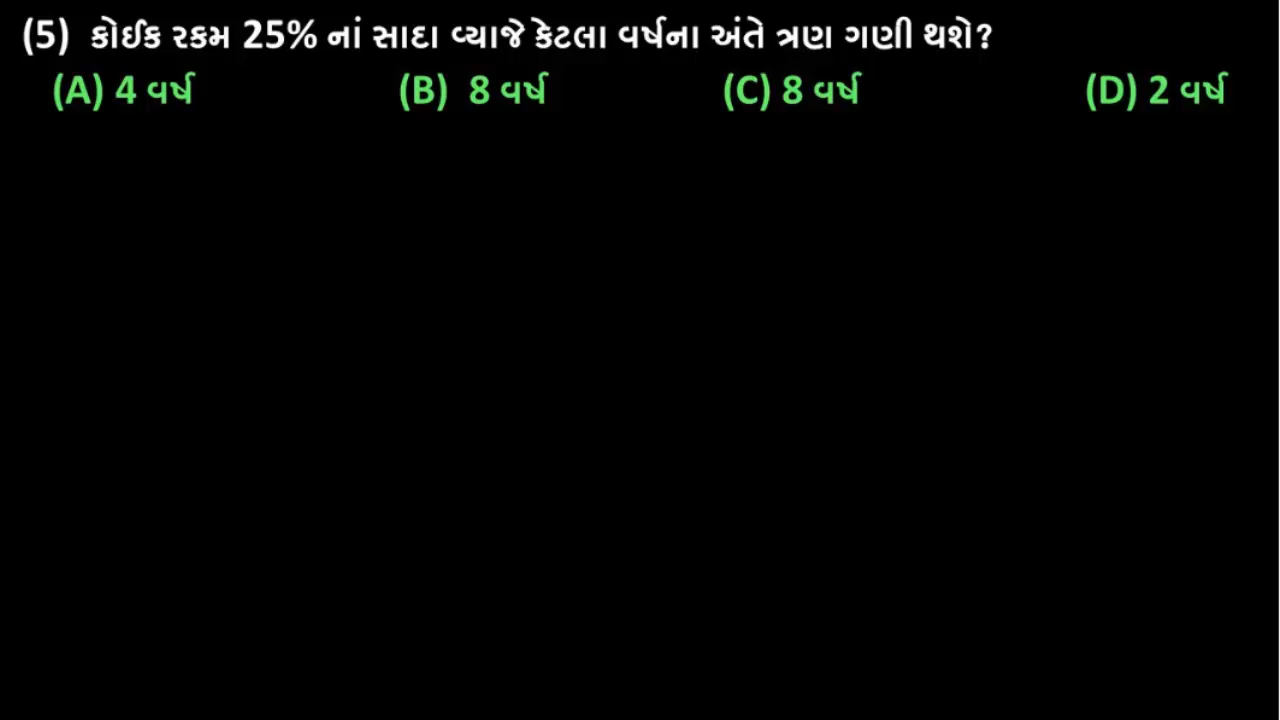 (5) કોઈક રકમ 25% નાં સાદા વ્યાજે કેટલા વર્ષના અંતે ત્રણ ગણી થશે?
(A) 4 વર્ષ (B) 8 વર્ષ (C) 8 વર્ષ (D) 2 વર્ષ